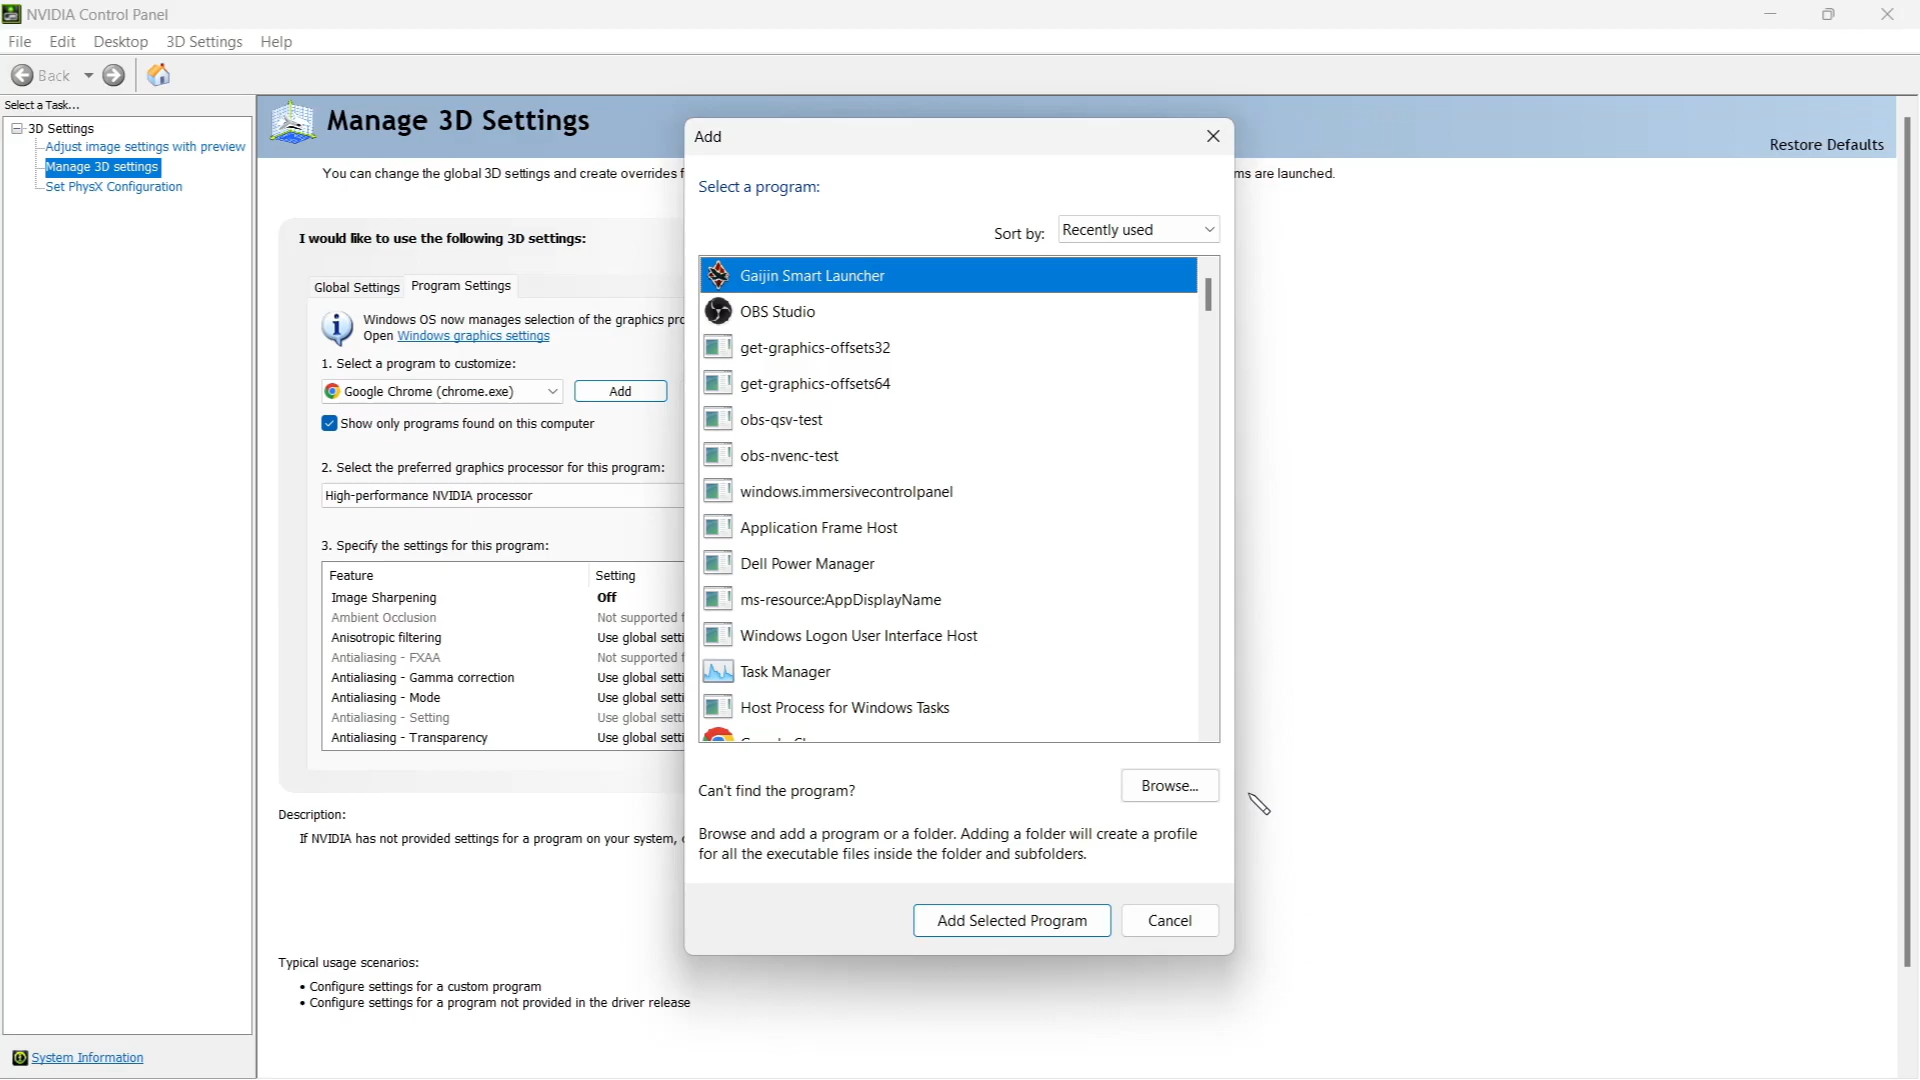 NVIDIA Control Panel
File Edit Desktop 3D Settings Help
Back
Select a Task...
3D Settings
Adjust image settings with preview
Manage 3D settings
Set PhysX Configuration
System Information
Manage 3D Settings
Restore Defaults
You can change the global 3D settings and create overrides
ms are launched.
I would like to use the following 3D settings:
Global Settings Program Settings
Windows OS now manages selection of the graphics
Open Windows graphics settings
1. Select a program to customize:
Google Chrome (chrome.exe) Add
Show only programs found on this computer
2. Select the preferred graphics processor for this program:
High-performance NVIDIA processor
3. Specify the settings for this program:
Feature Setting
Image Sharpening Off
Ambient Occlusion Not supported
Anisotropic filtering Use global
Antialiasing - FXAA Not supported
Antialiasing - Gamma correction Use global
Antialiasing - Mode Use global
Antialiasing - Setting Use global
Antialiasing - Transparency Use global
Description:
If NVIDIA has not provided settings for a program on your system,
Typical usage scenarios:
• Configure settings for a custom program
• Configure settings for a program not provided in the driver release
Add
Select a program:
Sort by: Recently used
Gaijin Smart Launcher
OBS Studio
get-graphics-offsets32
get-graphics-offsets64
obs-qsv-test
obs-nvenc-test
windows.immersivecontrolpanel
Application Frame Host
Dell Power Manager
ms-resource:AppDisplayName
Windows Logon User Interface Host
Task Manager
Host Process for Windows Tasks
Can't find the program? Browse...
Browse and add a program or a folder. Adding a folder will create a profile
for all the executable files inside the folder and subfolders.
Add Selected Program Cancel